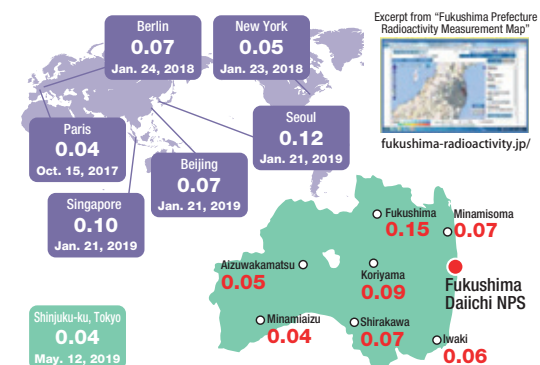 Berlin
0.07
Jan. 24, 2018
New York
0.05
Jan. 23, 2018
Excerpt from “Fukushima Prefecture
Radioactivity Measurement Map”
fukushima-radioactivity.jp/
Paris
0.04
Oct. 15, 2017
Seoul
0.12
Jan. 21, 2019
Beijing
0.07
Jan. 21, 2019
Singapore
0.10
Jan. 21, 2019
Fukushima
0.15
Minamisoma
0.07
Aizuwakamatsu
0.05
Koriyama
0.09
Fukushima
Daiichi NPS
Shinjuku-ku, Tokyo
0.04
May. 12, 2019
Minamiaizu
0.04
Shirakawa
0.07
Iwaki
0.06